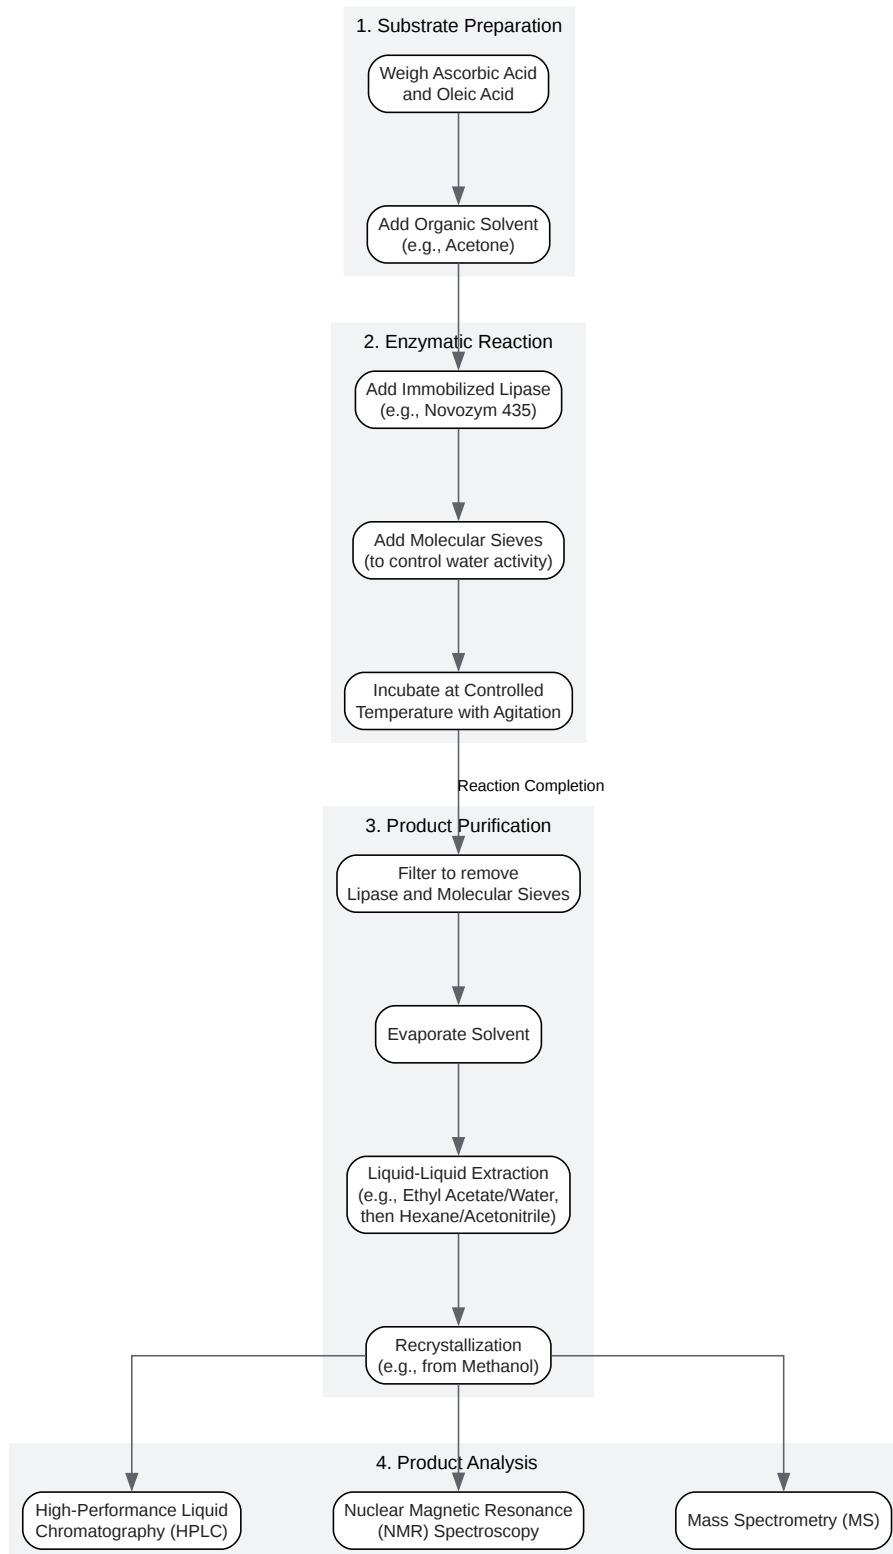 1. Substrate Preparation
Weigh Ascorbic Acid
and Oleic Acid
Add Organic Solvent
(e.g., Acetone)
2. Enzymatic Reaction
Add Immobilized Lipase
(e.g., Novozym 435)
Add Molecular Sieves
(to control water activity)
Incubate at Controlled
Temperature with Agitation
Reaction Completion
3. Product Purification
Filter to remove
Lipase and Molecular Sieves
Evaporate Solvent
Liquid-Liquid Extraction
(e.g., Ethyl Acetate/Water,
then Hexane/Acetonitrile)
Recrystallization
(e.g., from Methanol)
4. Product Analysis
High-Performance Liquid
Chromatography (HPLC)
Nuclear Magnetic Resonance
(NMR) Spectroscopy
Mass Spectrometry (MS)